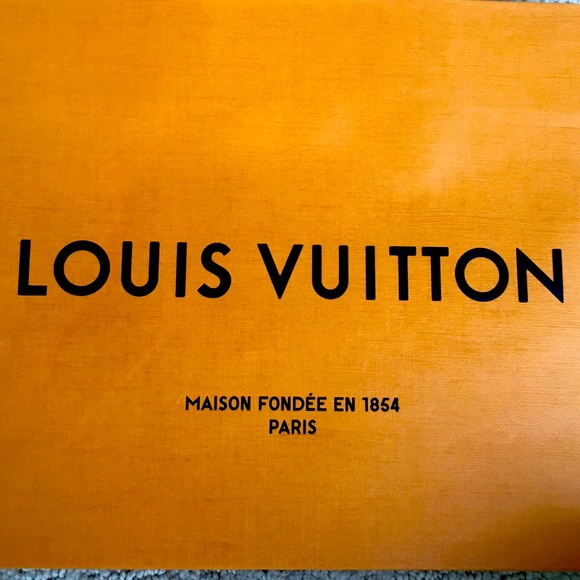 LOUIS VUITTON
MAISON FONDÉE EN 1854
PARIS